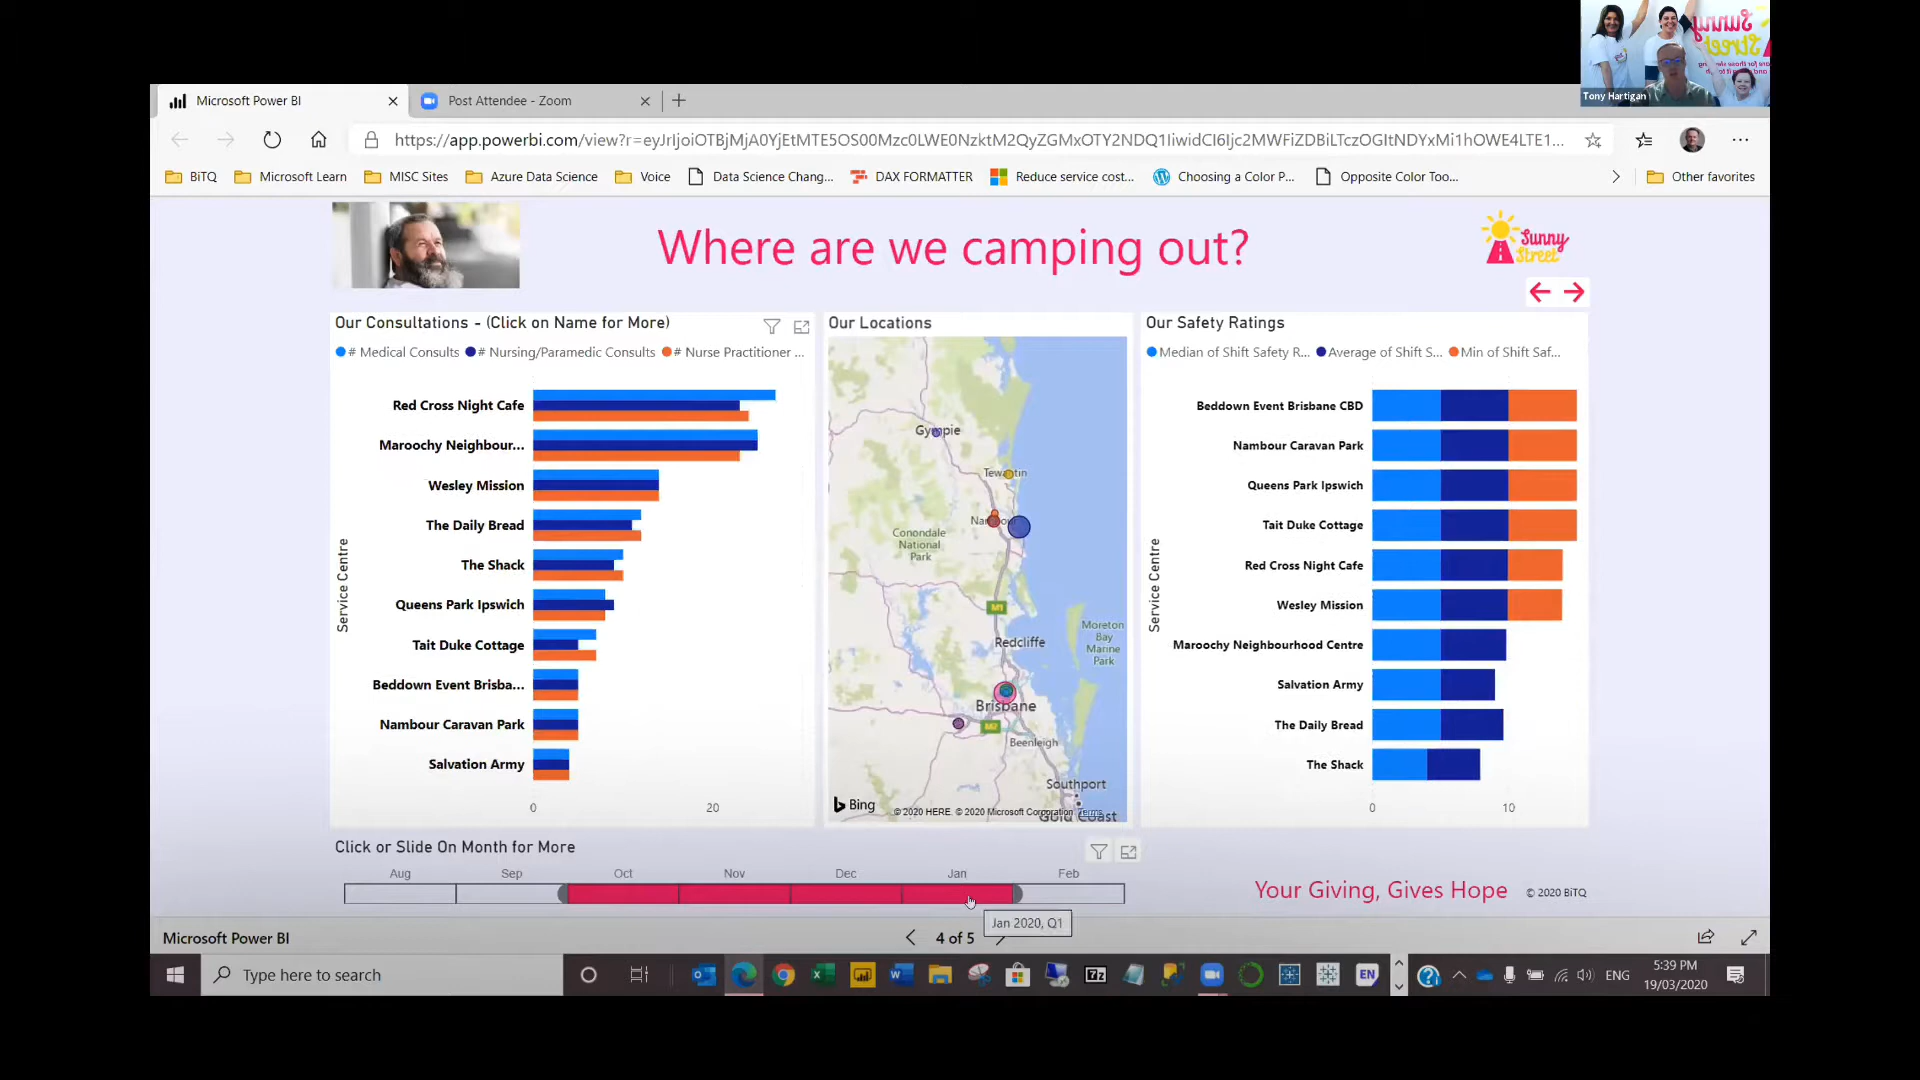 Sunny
Street
Tony Hartigan
Microsoft Power BI
Post Attendee - Zoom
https://app.powerbi.com/view?r=eyJrIjoiOTBjMjA0YjEtMTE5OS00Mzc0LWE0NzktM2QyZGMxOTY2NDQ1IiwidCI6Ijc2MWFiZDBiLTczOGItNDYxMi1hOWE4LTE1...
BiTQ
Microsoft Learn
MISC Sites
Azure Data Science
Voice
Data Science Chang...
DAX FORMATTER
Reduce service cost...
Choosing a Color P...
Opposite Color Too...
Other favorites
Where are we camping out?
Sunny
Street
Our Consultations - (Click on Name for More)
# Medical Consults # Nursing/Paramedic Consults # Nurse Practitioner ...
Service Centre
Red Cross Night Cafe
Maroochy Neighbour...
Wesley Mission
The Daily Bread
The Shack
Queens Park Ipswich
Tait Duke Cottage
Beddown Event Brisba...
Nambour Caravan Park
Salvation Army
0 20
Our Locations
Gympie
Tewantin
Nambour
Conondale
National
Park
M1
Redcliffe
Moreton
Bay
Marine
Park
Brisbane
M2
Beenleigh
Southport
Gold Coast
Bing
© 2020 HERE. © 2020 Microsoft Corporation Terms
Our Safety Ratings
Median of Shift Safety R... Average of Shift S... Min of Shift Saf...
Service Centre
Beddown Event Brisbane CBD
Nambour Caravan Park
Queens Park Ipswich
Tait Duke Cottage
Red Cross Night Cafe
Wesley Mission
Maroochy Neighbourhood Centre
Salvation Army
The Daily Bread
The Shack
0 10
Click or Slide On Month for More
Aug Sep Oct Nov Dec Jan Feb
Jan 2020, Q1
Your Giving, Gives Hope
© 2020 BiTQ
Microsoft Power BI
4 of 5
Type here to search
7z
EN
ENG
5:39 PM
19/03/2020